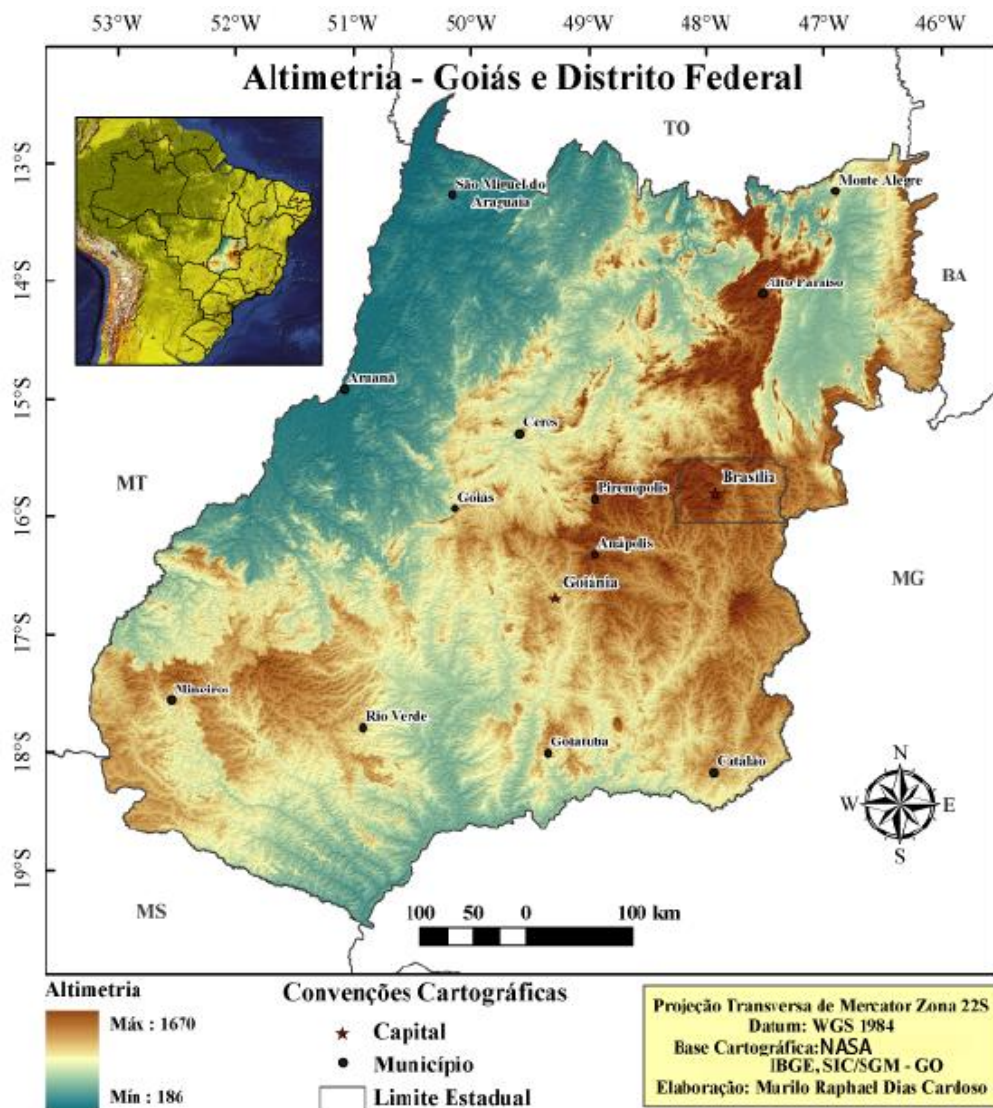 53°W 52°W 51°W 50°W 49°W 48°W 47°W 46°W
Altimetria - Goiás e Distrito Federal
TO
13°S
São Miguel do
Araguaia
Monte Alegre
14°S
BA
Alto Paraíso
Aruanã
15°S
Ceres
MT
Brasília
Pirenópolis
Goiás
16°S
Anápolis
MG
Goiânia
17°S
Mineiros
Rio Verde
Goiatuba
18°S
Catalão
N
W E
S
19°S
MS
100 50 0 100 km
Altimetria
Máx : 1670
Mín : 186
Convenções Cartográficas
Capital
Município
Limite Estadual
Projeção Transversa de Mercator Zona 22S
Datum: WGS 1984
Base Cartográfica:NASA
IBGE, SIC/SGM - GO
Elaboração: Murilo Raphael Dias Cardoso